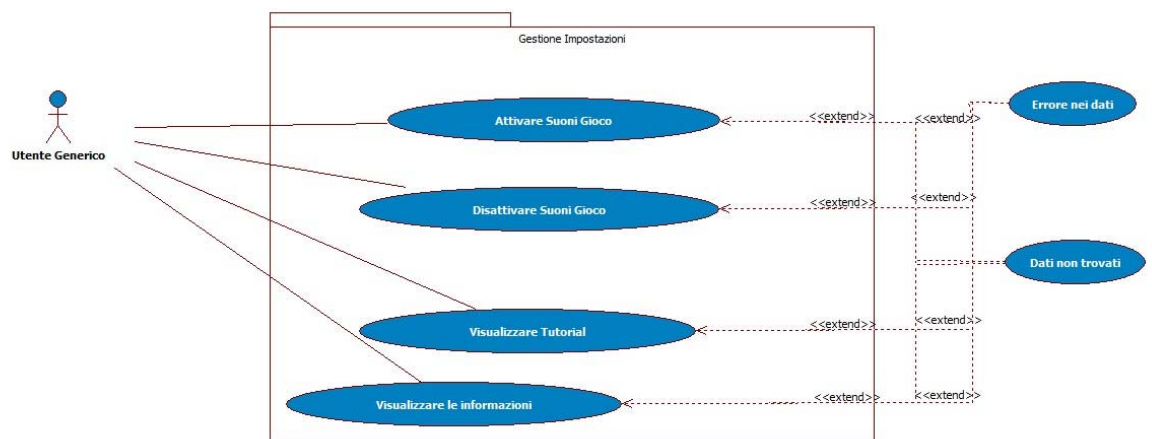 Gestione Impostazioni
Utente Generico
Attivare Suoni Gioco
<<extend>>
<<extend>>
Errore nei dati
Disattivare Suoni Gioco
<<extend>>
<<extend>>
Dati non trovati
Visualizzare Tutorial
<<extend>>
<<extend>>
Visualizzare le informazioni
<<extend>>
<<extend>>